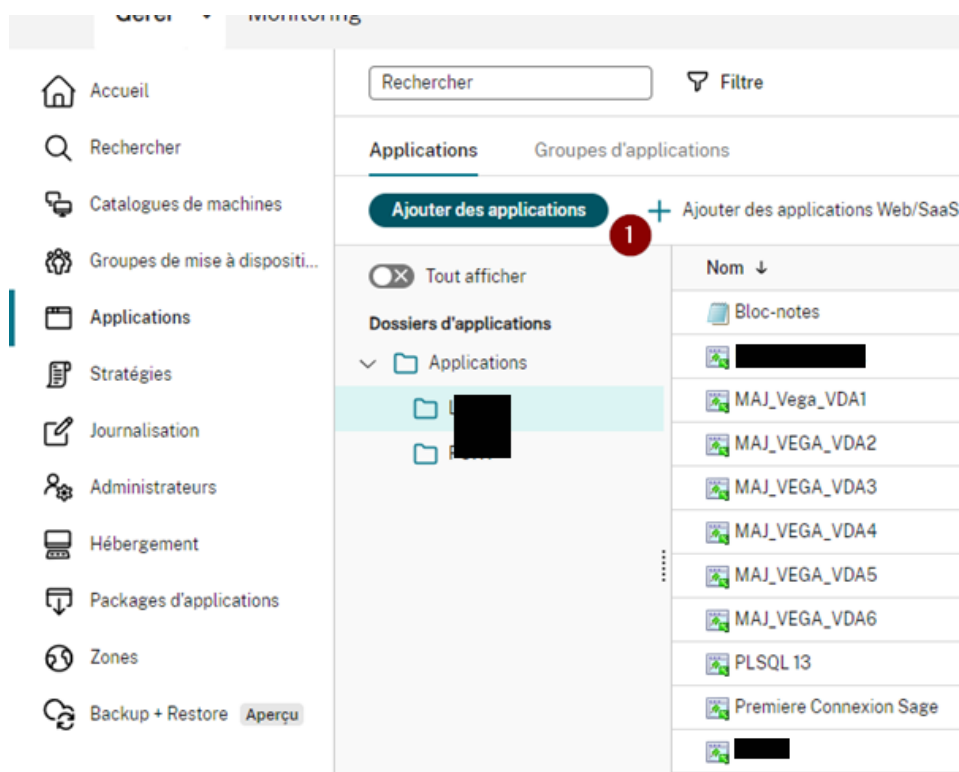 Gérer Monitoring
Accueil
Rechercher
Catalogues de machines
Groupes de mise à dispositi...
Applications
Stratégies
Journalisation
Administrateurs
Hébergement
Packages d'applications
Zones
Backup + Restore Aperçu
Rechercher Filtre
Applications Groupes d'applications
Ajouter des applications 1 + Ajouter des applications Web/SaaS
Tout afficher
Dossiers d'applications
Applications
Nom ↓
Bloc-notes
MAJ_Vega_VDA1
MAJ_VEGA_VDA2
MAJ_VEGA_VDA3
MAJ_VEGA_VDA4
MAJ_VEGA_VDA5
MAJ_VEGA_VDA6
PLSQL 13
Premiere Connexion Sage